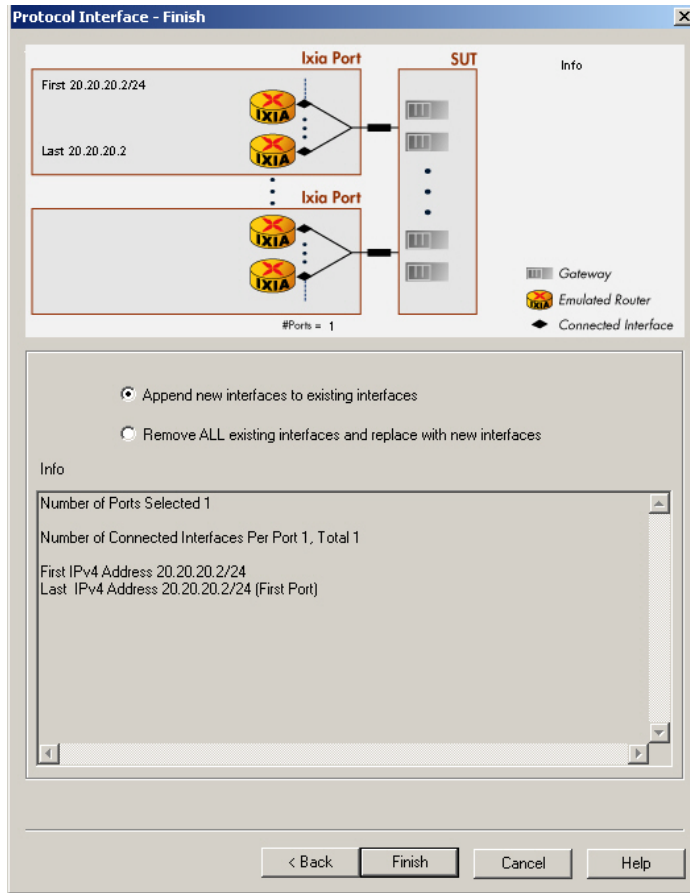 Protocol Interface - Finish
Ixia Port
SUT
Info
First 20.20.20.2/24
IXIA
Last 20.20.20.2
IXIA
Ixia Port
IXIA
IXIA
Gateway
IXIA
Emulated Router
#Ports = 1
Connected Interface
Append new interfaces to existing interfaces
Remove ALL existing interfaces and replace with new interfaces
Info
Number of Ports Selected 1
Number of Connected Interfaces Per Port 1, Total 1
First IPv4 Address 20.20.20.2/24
Last IPv4 Address 20.20.20.2/24 (First Port)
< Back
Finish
Cancel
Help